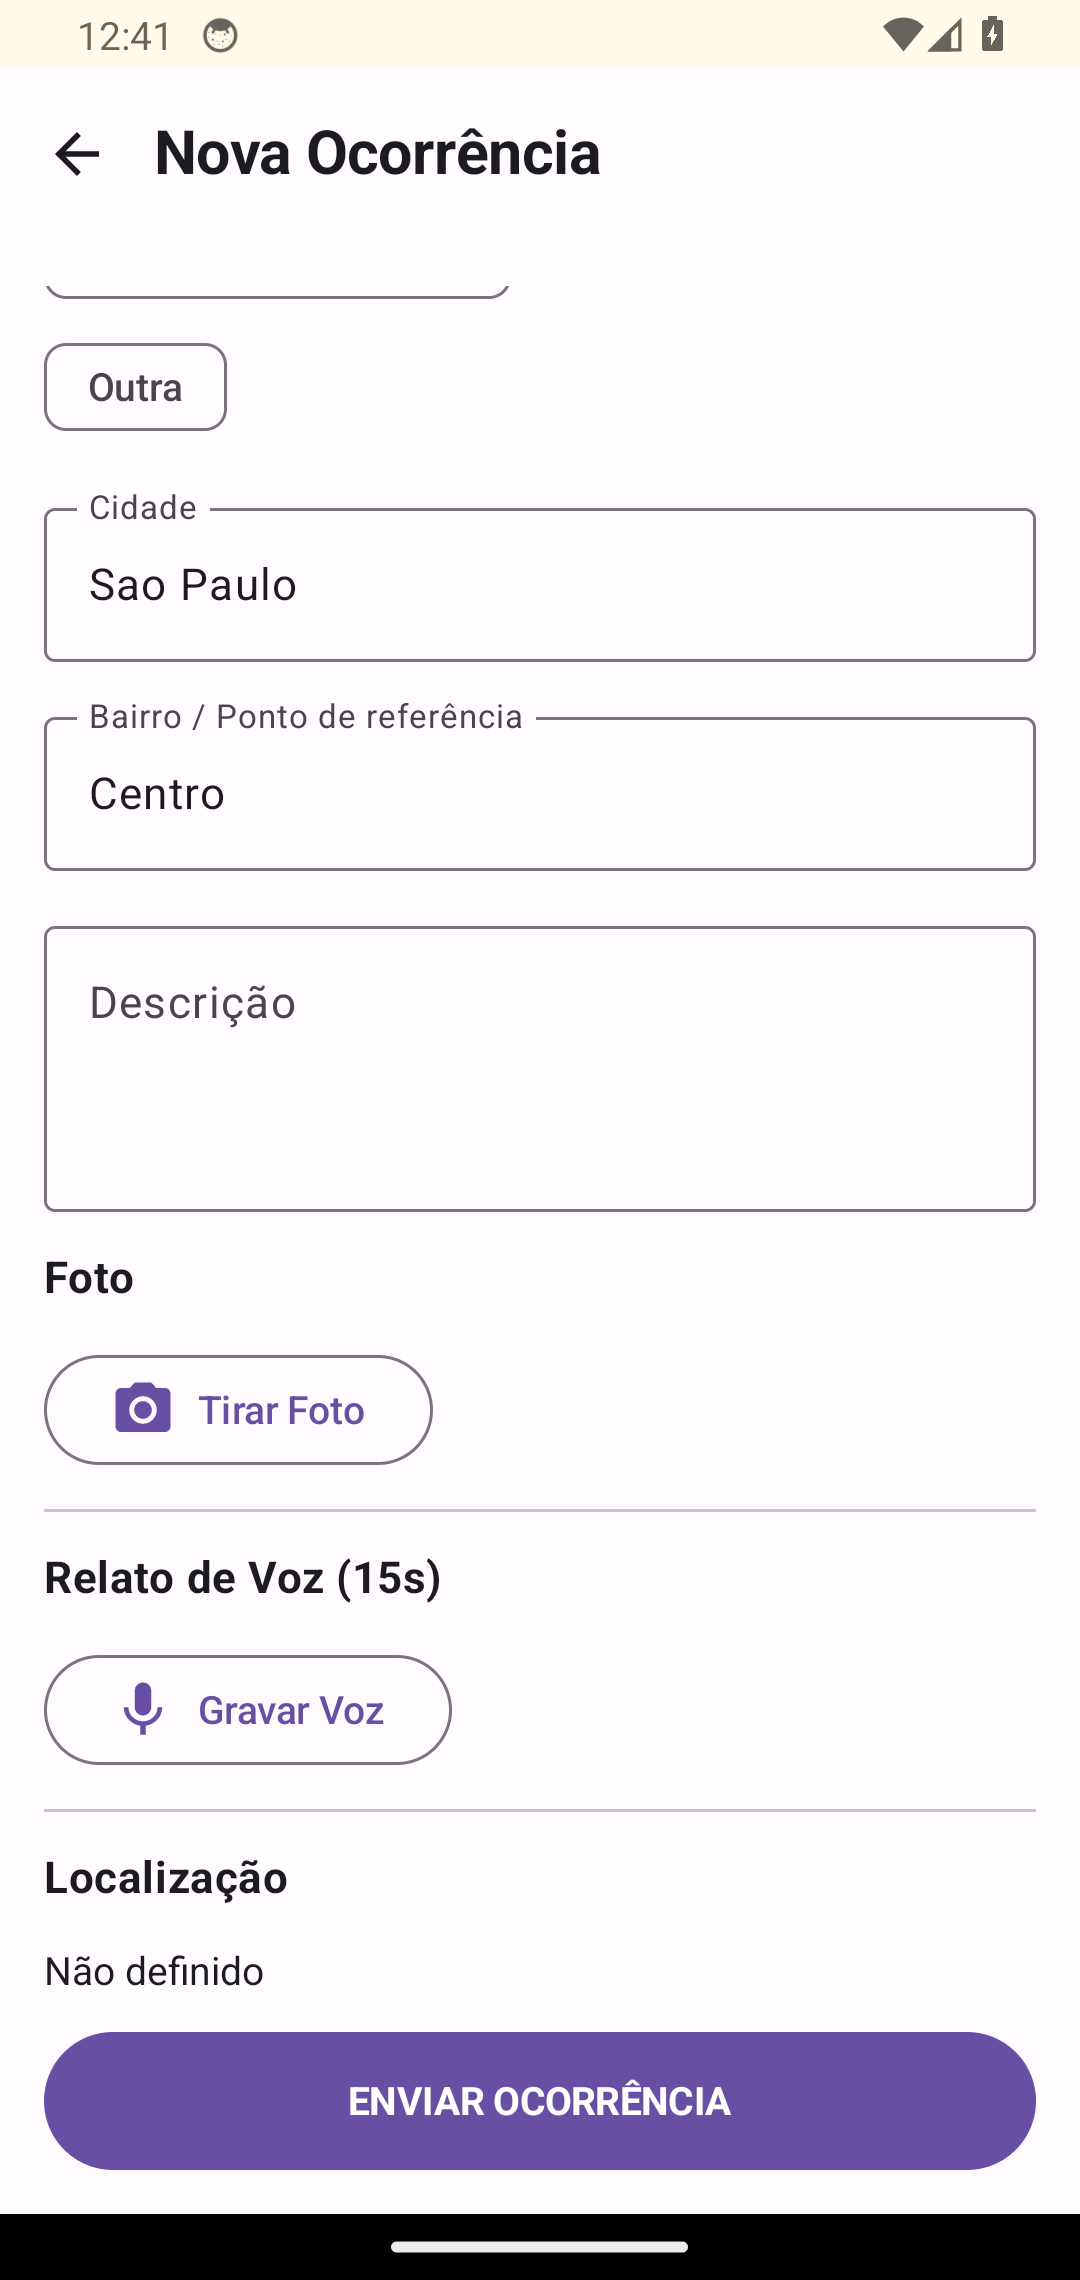 12:41
Nova Ocorrência
Outra
Cidade
Sao Paulo
Bairro / Ponto de referência
Centro
Descrição
Foto
Tirar Foto
Relato de Voz (15s)
Gravar Voz
Localização
Não definido
ENVIAR OCORRÊNCIA